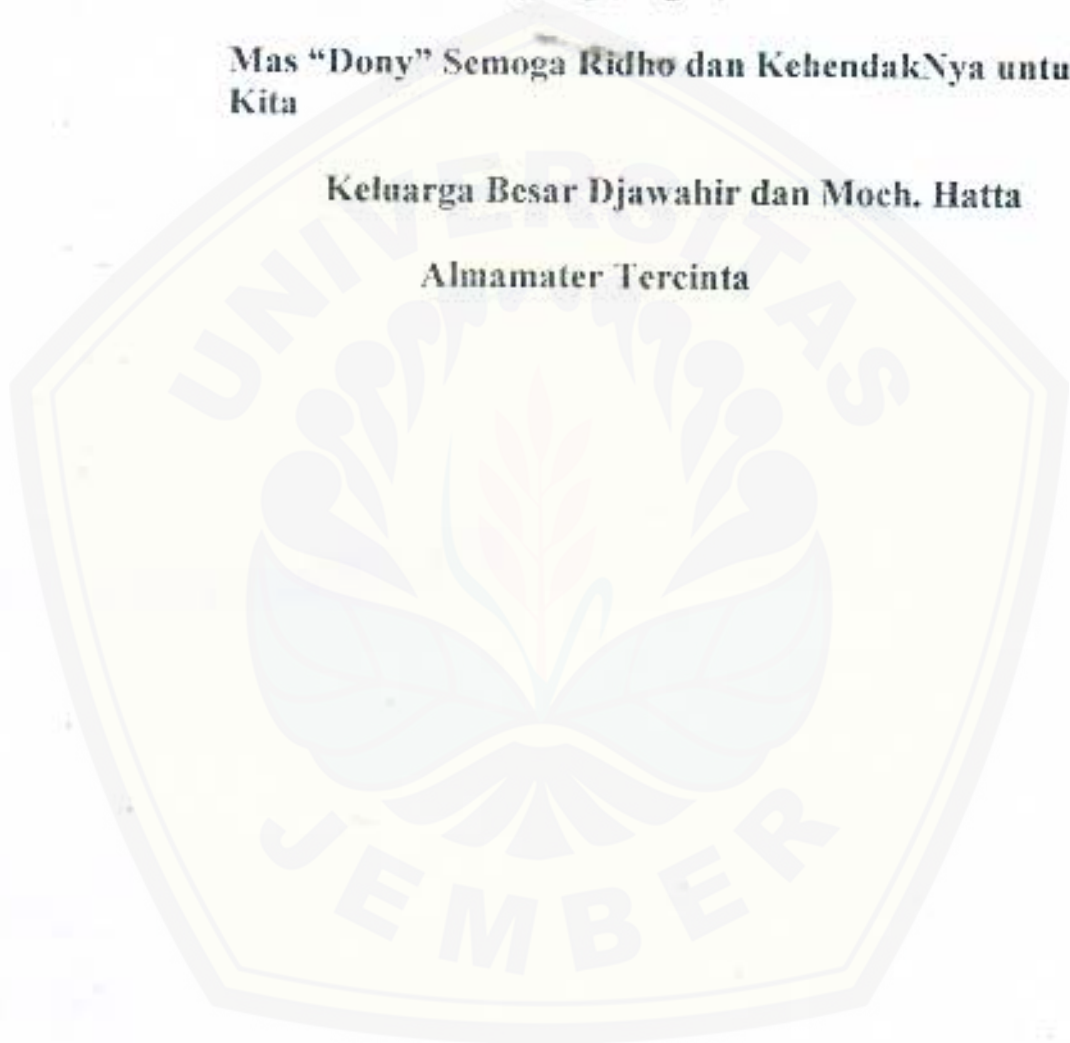 Mas “Dony” Semoga Ridho dan KehendakNya untu
Kita
Keluarga Besar Djawahir dan Moch. Hatta
Almamater Tercinta
UNIVERSITAS
JEMBER